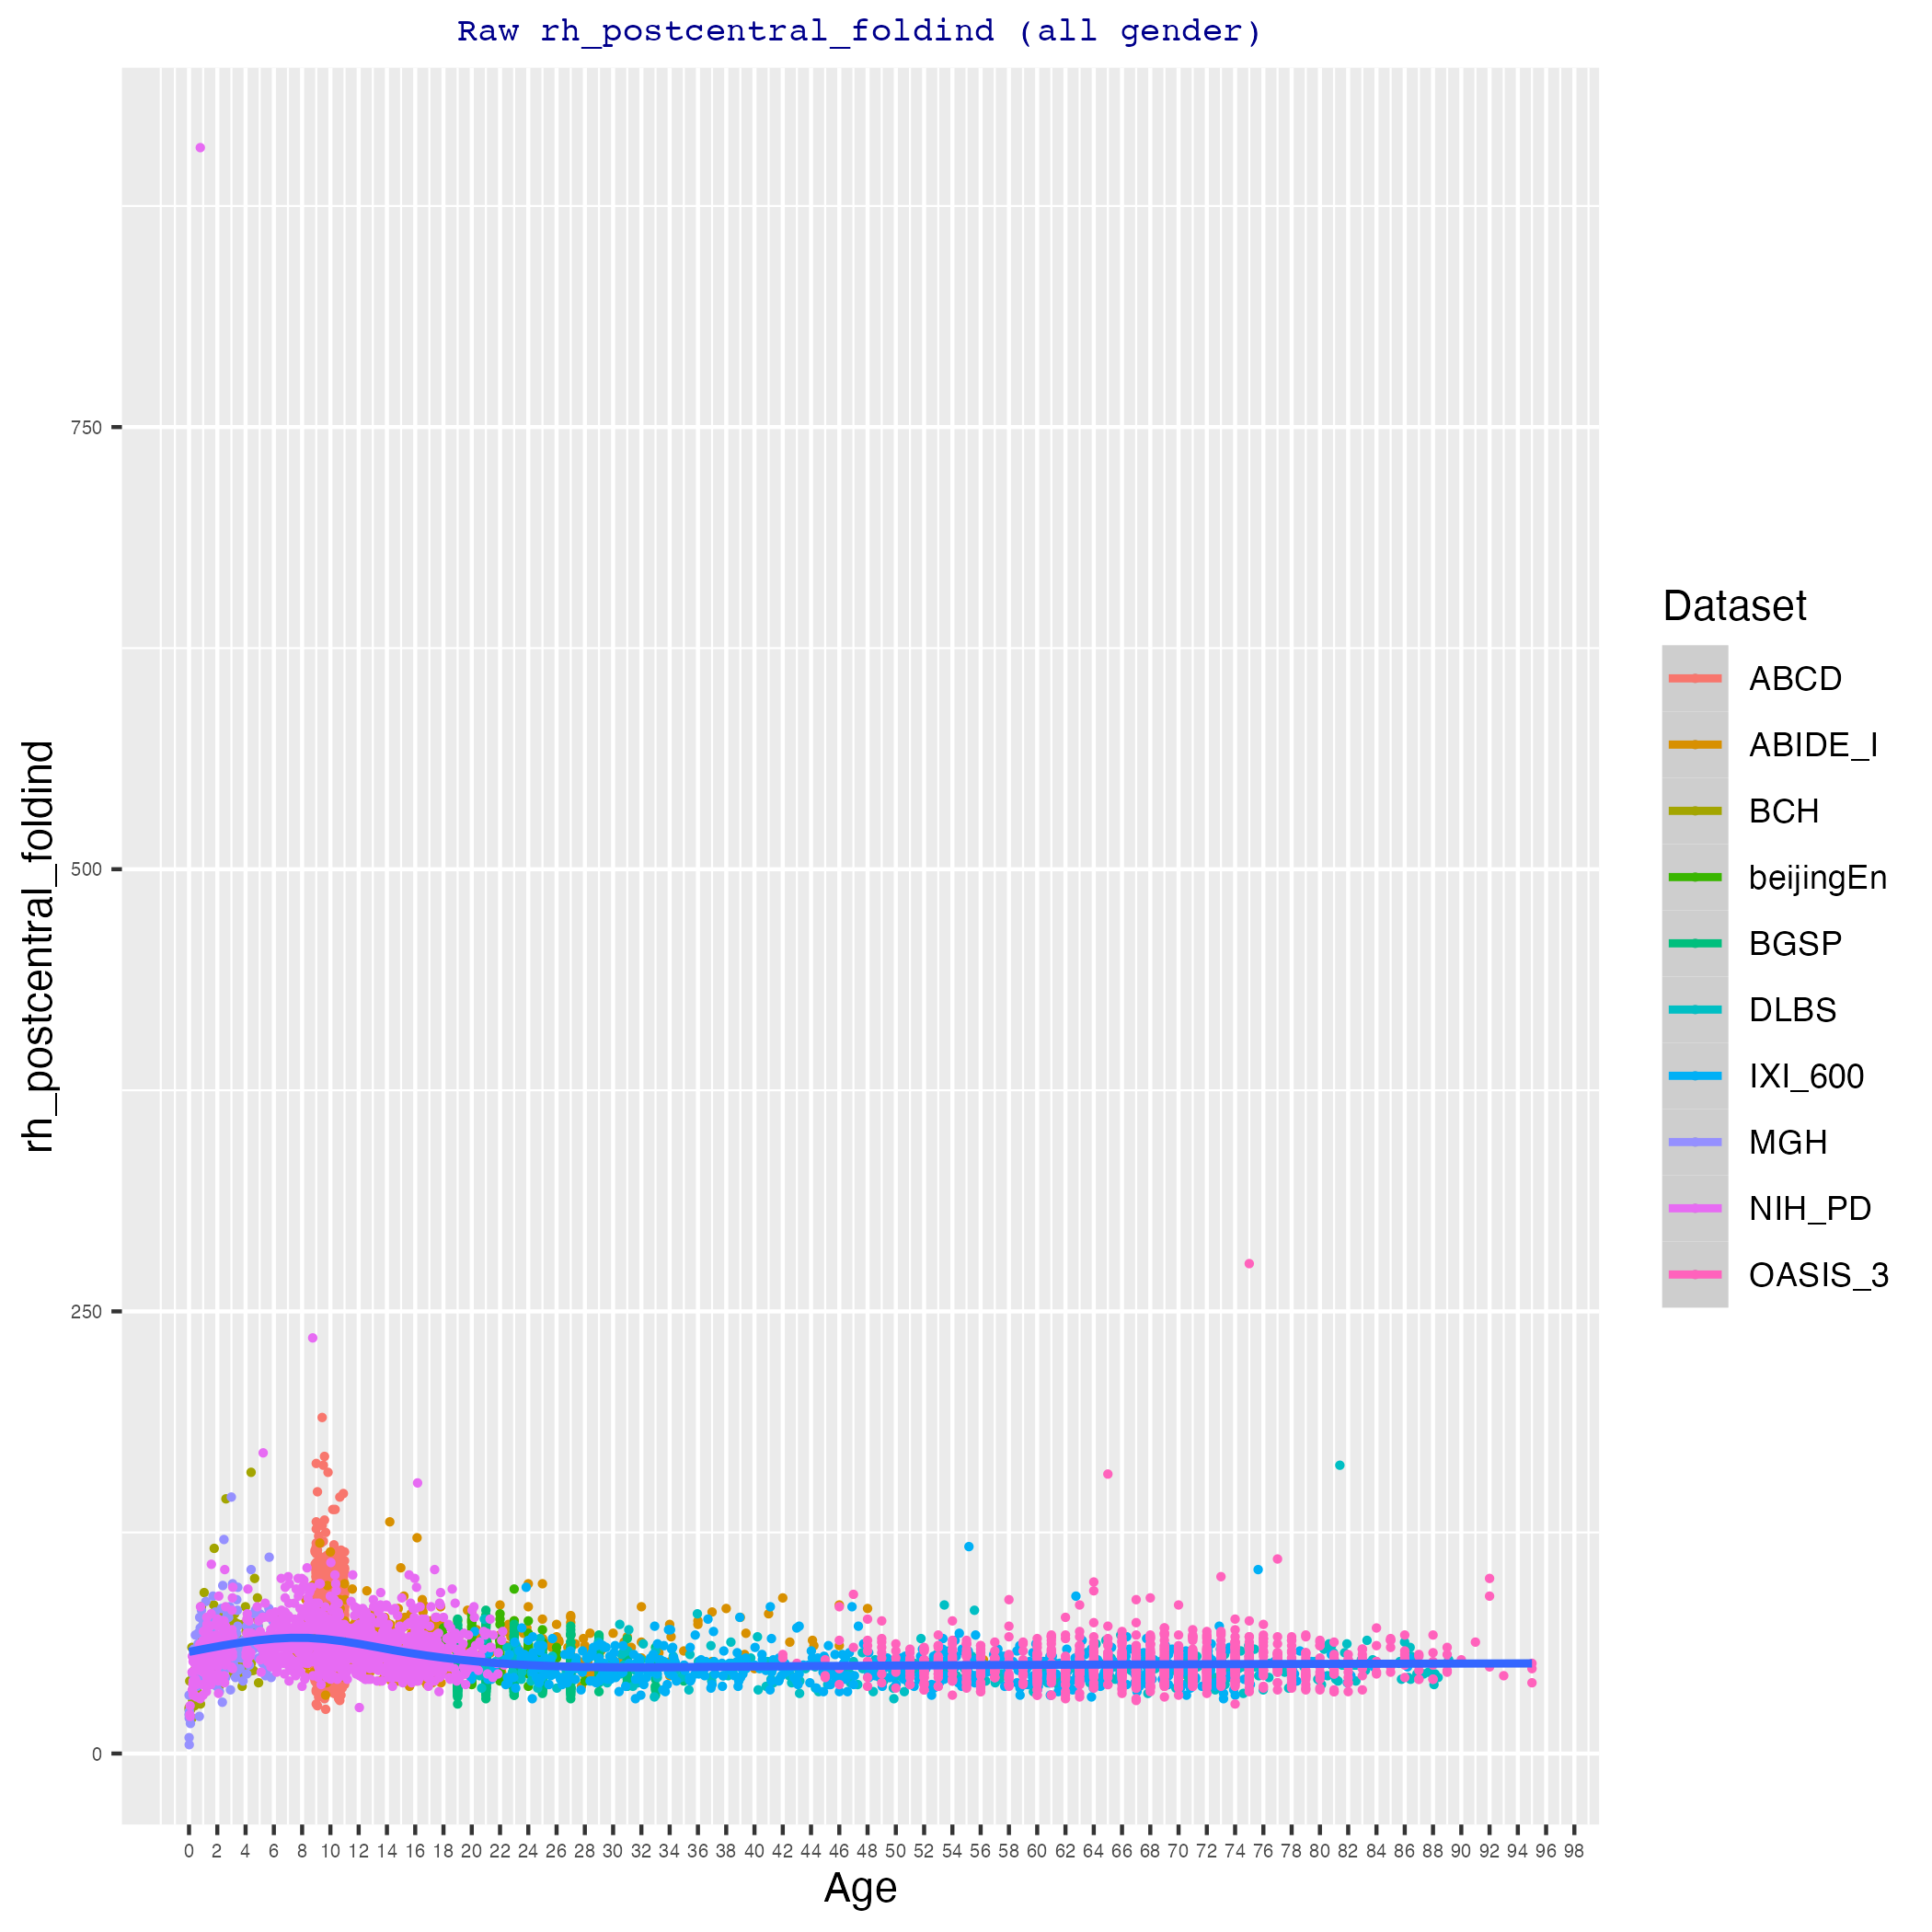 Raw rh_postcentral_foldind (all gender)
rh_postcentral_foldind
750
500
250
0
0 2 4 6 8 10 12 14 16 18 20 22 24 26 28 30 32 34 36 38 40 42 44 46 48 50 52 54 56 58 60 62 64 66 68 70 72 74 76 78 80 82 84 86 88 90 92 94 96 98
Age
Dataset
ABCD
ABIDE_I
BCH
beijingEn
BGSP
DLBS
IXI_600
MGH
NIH_PD
OASIS_3